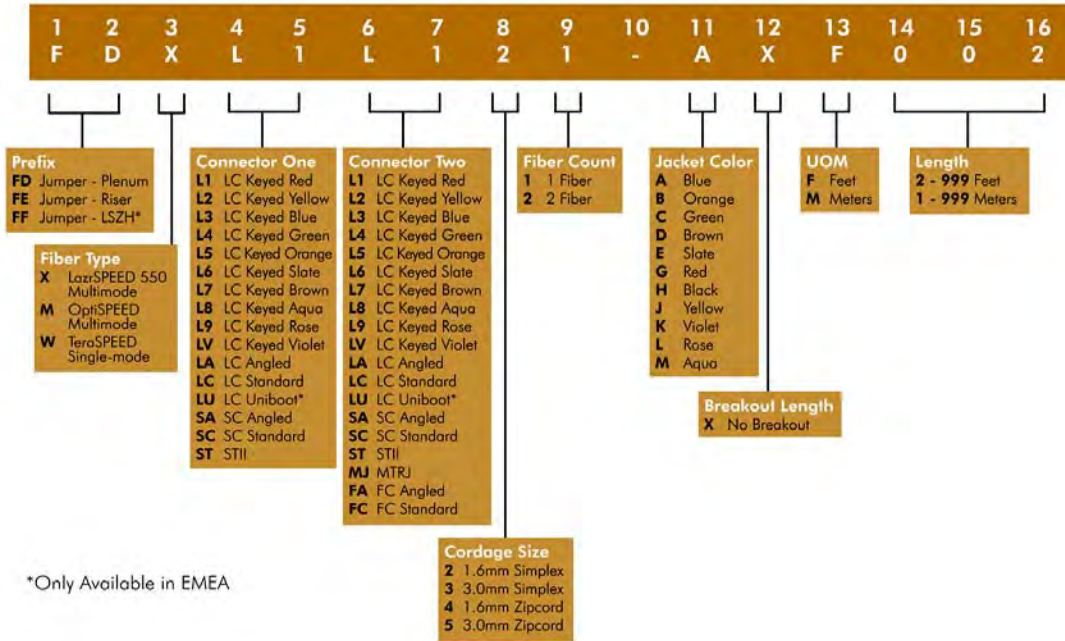 1 2 3 4 5 6 7 8 9 10 11 12 13 14 15 16
F D X L 1 L 1 2 1 - A X F 0 0 2
Prefix
FD Jumper - Plenum
FE Jumper - Riser
FF Jumper - LSZH*
Fiber Type
X LazrSPEED 550
Multimode
M OptiSPEED
Multimode
W TeraSPEED
Single-mode
Connector One
L1 LC Keyed Red
L2 LC Keyed Yellow
L3 LC Keyed Blue
L4 LC Keyed Green
L5 LC Keyed Orange
L6 LC Keyed Slate
L7 LC Keyed Brown
L8 LC Keyed Aqua
L9 LC Keyed Rose
LV LC Keyed Violet
LA LC Angled
LC LC Standard
LU LC Uniboot*
SA SC Angled
SC SC Standard
ST STII
Connector Two
L1 LC Keyed Red
L2 LC Keyed Yellow
L3 LC Keyed Blue
L4 LC Keyed Green
L5 LC Keyed Orange
L6 LC Keyed Slate
L7 LC Keyed Brown
L8 LC Keyed Aqua
L9 LC Keyed Rose
LV LC Keyed Violet
LA LC Angled
LC LC Standard
LU LC Uniboot*
SA SC Angled
SC SC Standard
ST STII
MJ MTRJ
FA FC Angled
FC FC Standard
Cordage Size
2 1.6mm Simplex
3 3.0mm Simplex
4 1.6mm Zipcord
5 3.0mm Zipcord
Fiber Count
1 1 Fiber
2 2 Fiber
Jacket Color
A Blue
B Orange
C Green
D Brown
E Slate
G Red
H Black
J Yellow
K Violet
L Rose
M Aqua
Breakout Length
X No Breakout
UOM
F Feet
M Meters
Length
2 - 999 Feet
1 - 999 Meters
*Only Available in EMEA